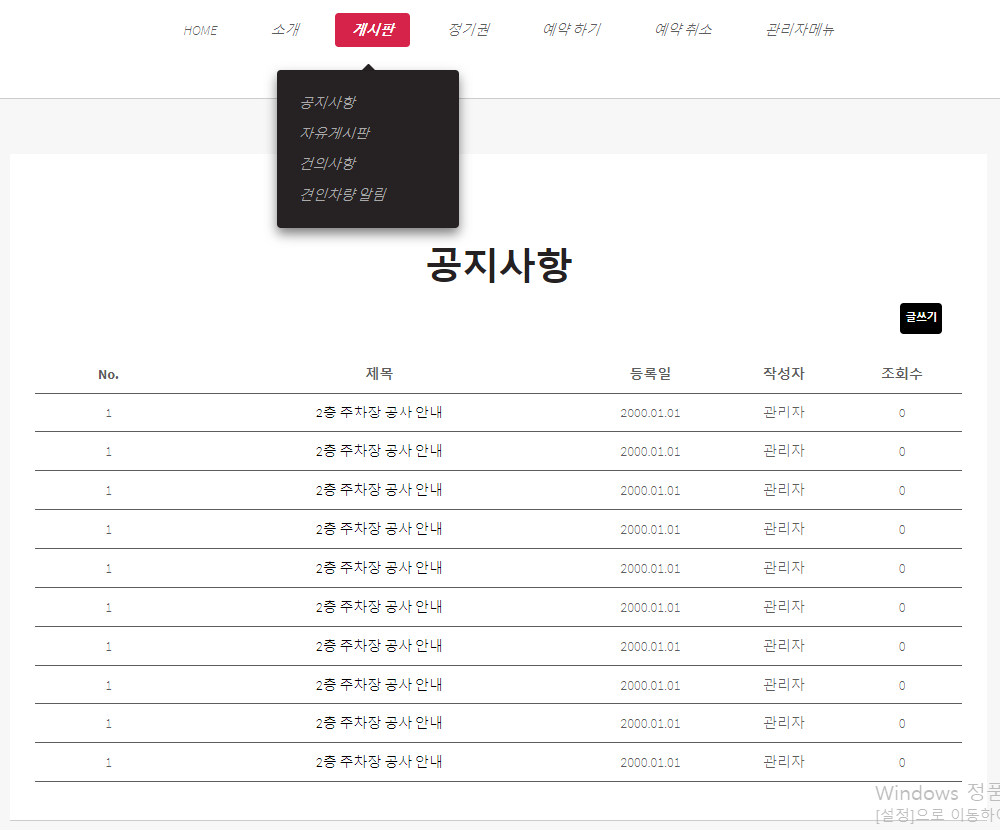 HOME 소개 게시판 정기권 예약 하기 예약 취소 관리자메뉴
공지사항
자유게시판
건의사항
견인차량 알림
공지사항
글쓰기
No. 제목 등록일 작성자 조회수
1 2층 주차장 공사 안내 2000.01.01 관리자 0
1 2층 주차장 공사 안내 2000.01.01 관리자 0
1 2층 주차장 공사 안내 2000.01.01 관리자 0
1 2층 주차장 공사 안내 2000.01.01 관리자 0
1 2층 주차장 공사 안내 2000.01.01 관리자 0
1 2층 주차장 공사 안내 2000.01.01 관리자 0
1 2층 주차장 공사 안내 2000.01.01 관리자 0
1 2층 주차장 공사 안내 2000.01.01 관리자 0
1 2층 주차장 공사 안내 2000.01.01 관리자 0
1 2층 주차장 공사 안내 2000.01.01 관리자 0
Windows 정품
[설정]으로 이동하